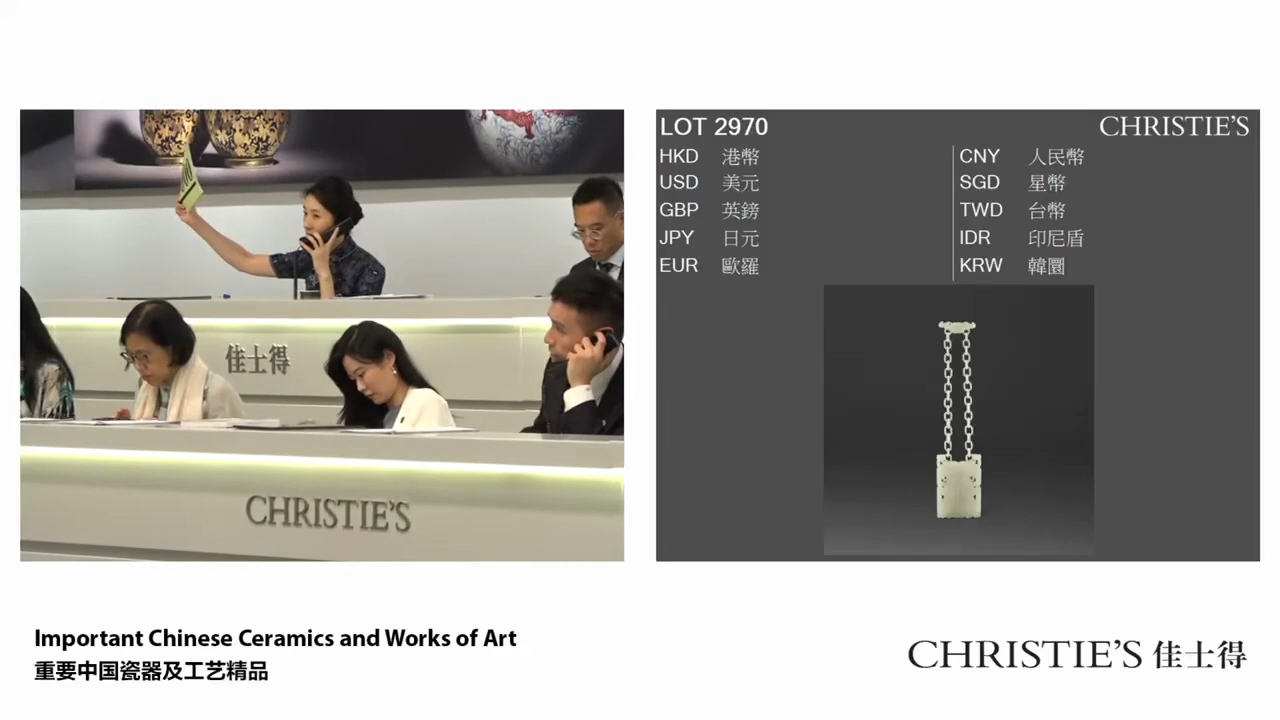 佳士得
CHRISTIE'S
LOT 2970
CHRISTIE'S
HKD 港幣
USD 美元
GBP 英鎊
JPY 日元
EUR 歐羅
CNY 人民幣
SGD 星幣
TWD 台幣
IDR 印尼盾
KRW 韓圜
Important Chinese Ceramics and Works of Art
重要中国瓷器及工艺精品
CHRISTIE'S 佳士得